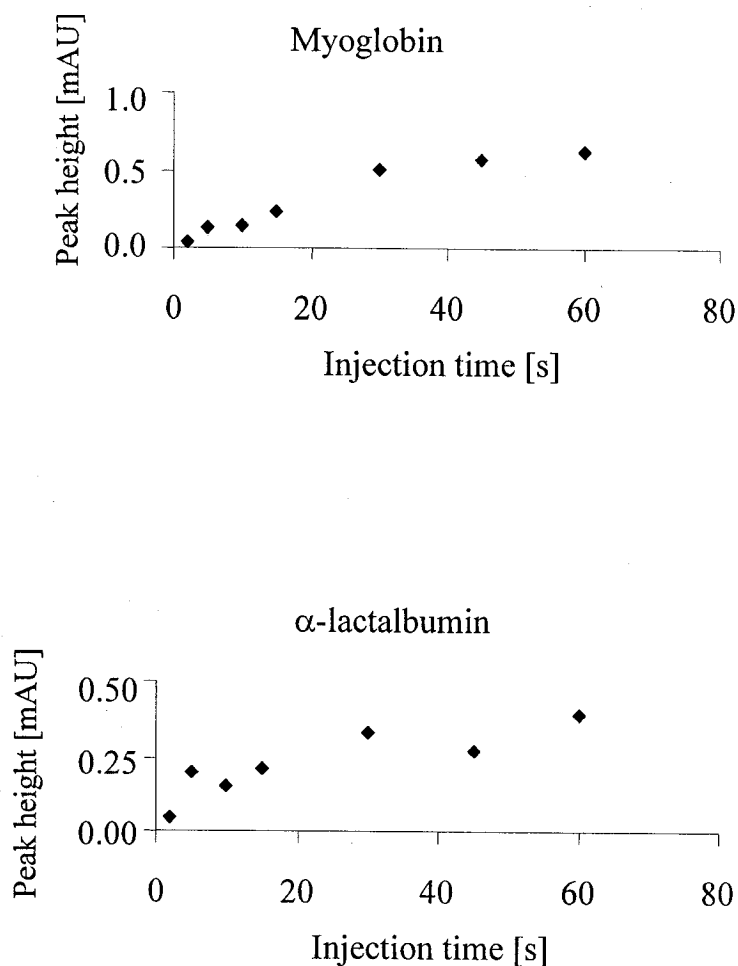 Myoglobin
Peak height [mAU]
1.0
0.5
0.0
0 20 40 60 80
Injection time [s]
α-lactalbumin
Peak height [mAU]
0.50
0.25
0.00
0 20 40 60 80
Injection time [s]